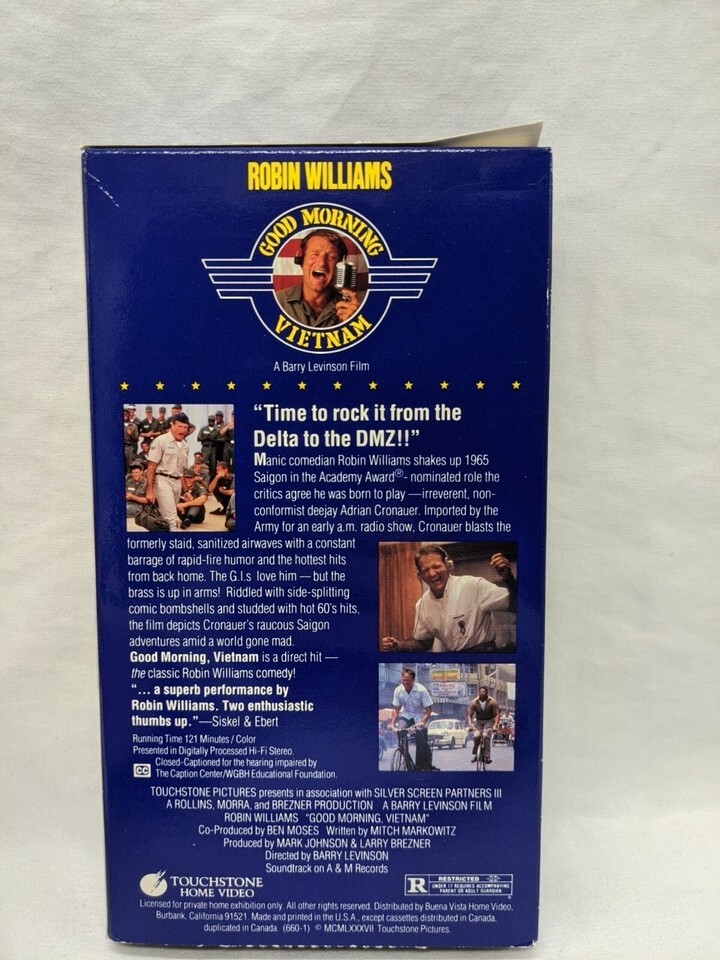 ROBIN WILLIAMS
GOOD MORNING
VIETNAM
A Barry Levinson Film
“Time to rock it from the
Delta to the DMZ!!”
Manic comedian Robin Williams shakes up 1965
Saigon in the Academy Award®- nominated role the
critics agree he was born to play — irreverent, non-
conformist deejay Adrian Cronauer. Imported by the
Army for an early a.m. radio show, Cronauer blasts the
formerly staid, sanitized airwaves with a constant
barrage of rapid-fire humor and the hottest hits
from back home. The G.I.s love him — but the
brass is up in arms! Riddled with side-splitting
comic bombshells and studded with hot 60's hits,
the film depicts Cronauer's raucous Saigon
adventures amid a world gone mad.
Good Morning, Vietnam is a direct hit —
the classic Robin Williams comedy!
“... a superb performance by
Robin Williams. Two enthusiastic
thumbs up.”—Siskel & Ebert
Running Time 121 Minutes / Color
Presented in Digitally Processed Hi-Fi Stereo.
CC Closed-Captioned for the hearing impaired by
The Caption Center/WGBH Educational Foundation.
TOUCHSTONE PICTURES presents in association with SILVER SCREEN PARTNERS III
A ROLLINS, MORRA, and BREZNER PRODUCTION A BARRY LEVINSON FILM
ROBIN WILLIAMS “GOOD MORNING, VIETNAM”
Co-Produced by BEN MOSES Written by MITCH MARKOWITZ
Produced by MARK JOHNSON & LARRY BREZNER
Directed by BARRY LEVINSON
Soundtrack on A & M Records
TOUCHSTONE
HOME VIDEO
R RESTRICTED
UNDER 17 REQUIRES ACCOMPANYING
PARENT OR ADULT GUARDIAN
Licensed for private home exhibition only. All other rights reserved. Distributed by Buena Vista Home Video,
Burbank, California 91521. Made and printed in the U.S.A., except cassettes distributed in Canada,
duplicated in Canada. (660-1) © MCMLXXXVII Touchstone Pictures.